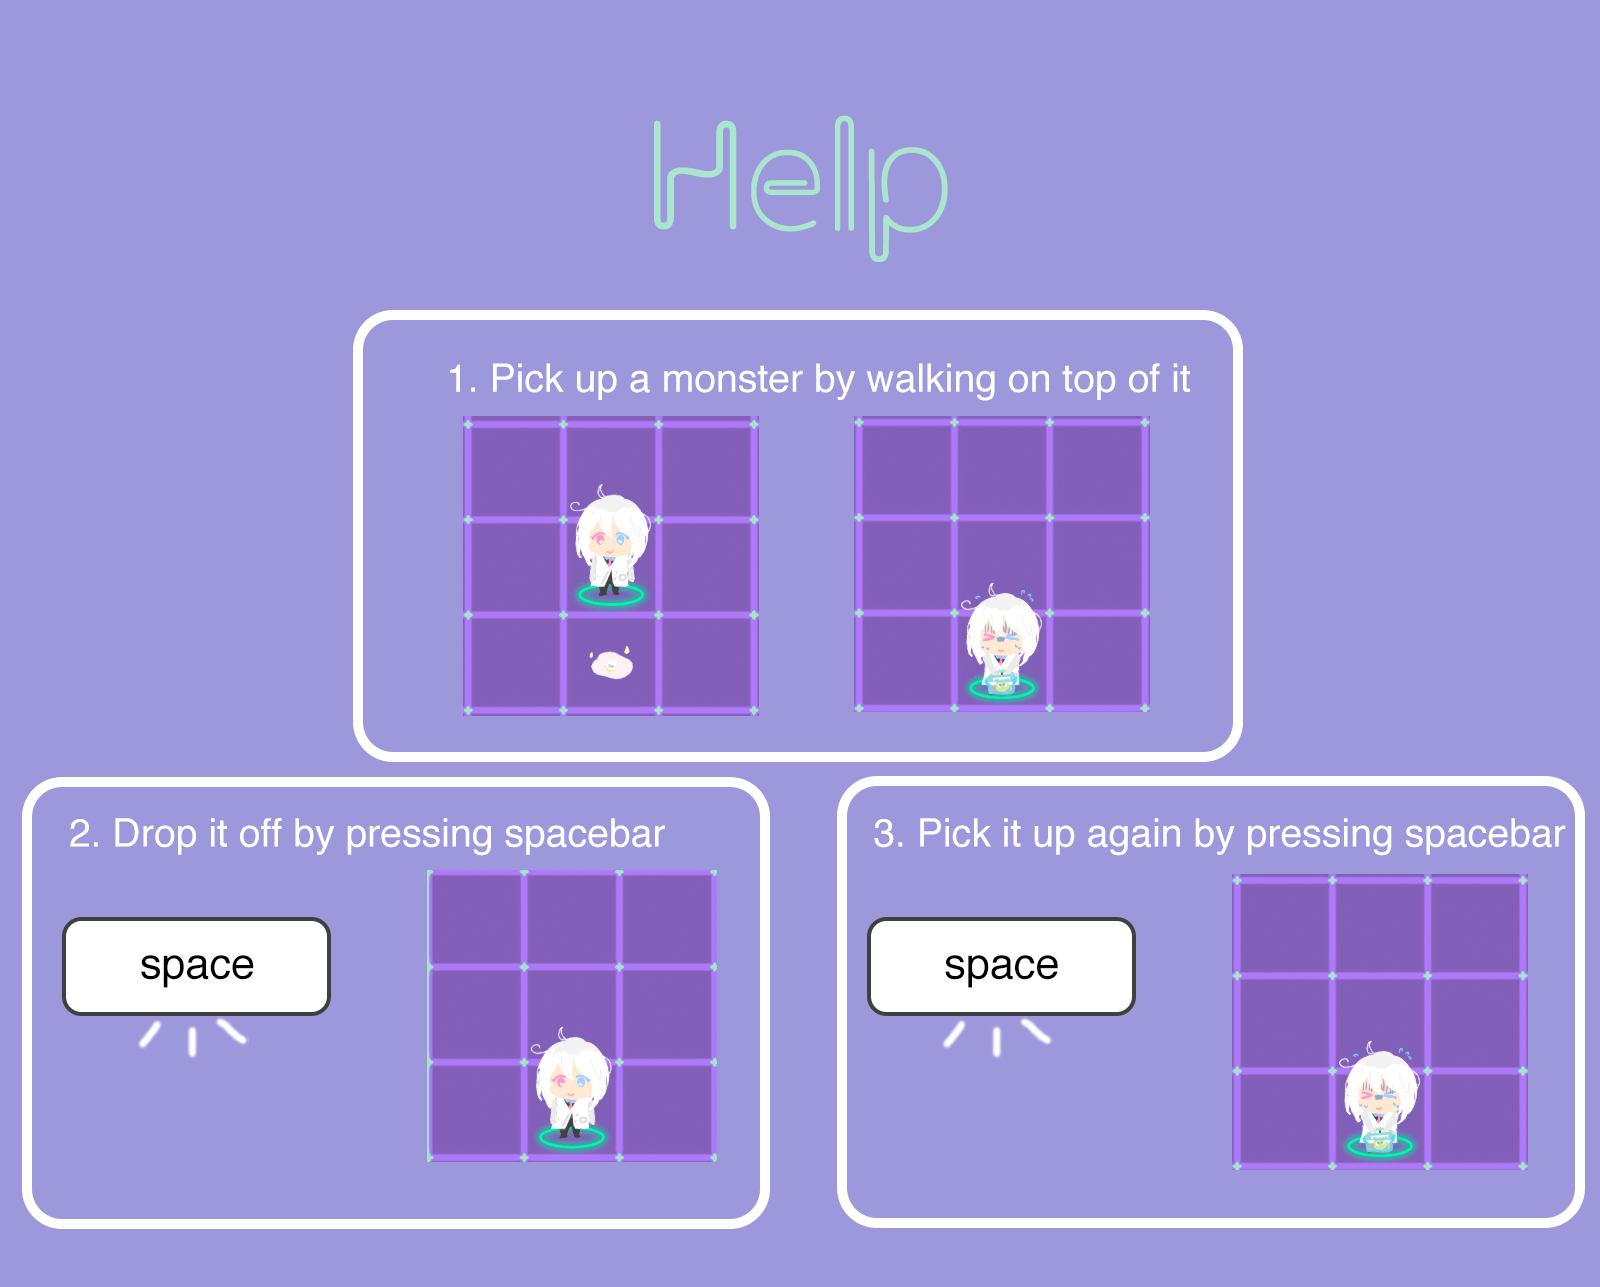 Help
1. Pick up a monster by walking on top of it
2. Drop it off by pressing spacebar
space
3. Pick it up again by pressing spacebar
space